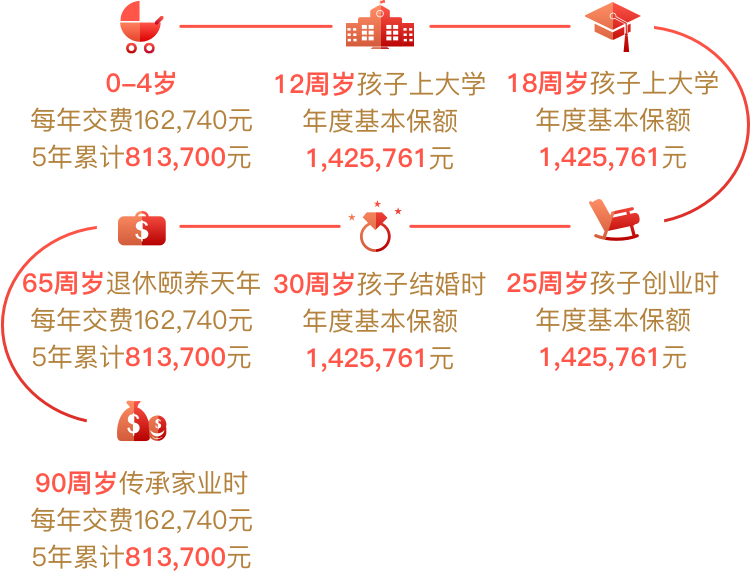 0-4岁
每年交费162,740元
5年累计813,700元
12周岁孩子上大学
年度基本保额
1,425,761元
18周岁孩子上大学
年度基本保额
1,425,761元
25周岁孩子创业时
年度基本保额
1,425,761元
30周岁孩子结婚时
年度基本保额
1,425,761元
65周岁退休颐养天年
每年交费162,740元
5年累计813,700元
90周岁传承家业时
每年交费162,740元
5年累计813,700元